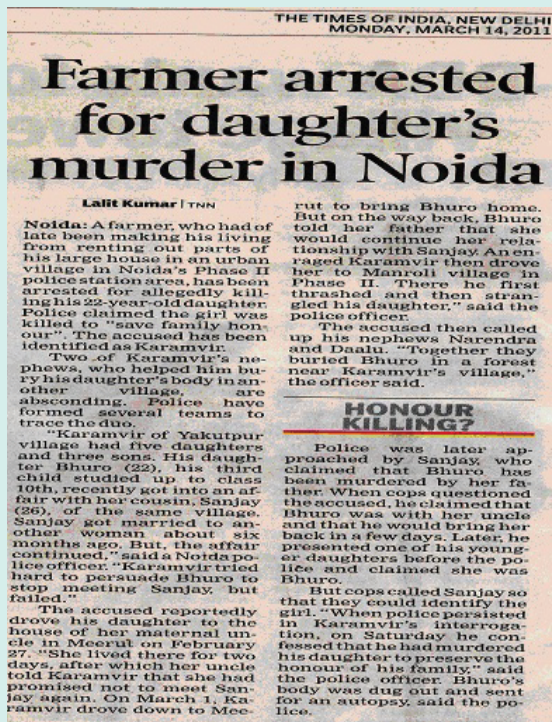 THE TIMES OF INDIA, NEW DELHI
MONDAY, MARCH 14, 2011
Farmer arrested
for daughter's
murder in Noida
Lalit Kumar | TNN
Noida: A farmer, who had of
late been making his living
from renting out parts of
his large house in an urban
village in Noida's Phase II
police station area, has been
arrested for allegedly kill-
ing his 22-year-old daughter.
Police claimed the girl was
killed to "save family hon-
our". The accused has been
identified as Karamvir.
Two of Karamvir's ne-
phews, who helped him bu-
ry his daughter's body in an-
other village, are
absconding. Police have
formed several teams to
trace the duo.
"Karamvir of Yakutpur
village had five daughters
and three sons. His daugh-
ter Bhuro (22), his third
child studied up to class
10th, recently got into an af-
fair with her cousin, Sanjay
(26), of the same village.
Sanjay got married to an-
other woman about six
months ago. But, the affair
continued," said a Noida po-
lice officer. "Karamvir tried
hard to persuade Bhuro to
stop meeting Sanjay, but
failed."
The accused reportedly
drove his daughter to the
house of her maternal un-
cle in Meerut on February
27. "She lived there for two
days, after which her uncle
told Karamvir that she had
promised not to meet San-
jay again. On March 1, Ka-
ramvir drove down to Mee-
rut to bring Bhuro home.
But on the way back, Bhuro
told her father that she
would continue her rela-
tionship with Sanjay. An en-
raged Karamvir then drove
her to Manroli village in
Phase II. There he first
thrashed and then stran-
gled his daughter," said the
police officer.
The accused then called
up his nephews Narendra
and Daalu. "Together they
buried Bhuro in a forest
near Karamvir's village,"
the officer said.
HONOUR
KILLING?
Police was later ap-
proached by Sanjay, who
claimed that Bhuro has
been murdered by her fa-
ther. When cops questioned
the accused, he claimed that
Bhuro was with her uncle
and that he would bring her
back in a few days. Later, he
presented one of his young-
er daughters before the po-
lice and claimed she was
Bhuro.
But cops called Sanjay so
that they could identify the
girl. "When police persisted
in Karamvir's interroga-
tion, on Saturday he con-
fessed that he had murdered
his daughter to preserve the
honour of his family," said
the police officer. Bhuro's
body was dug out and sent
for an autopsy, said the po-
lice.